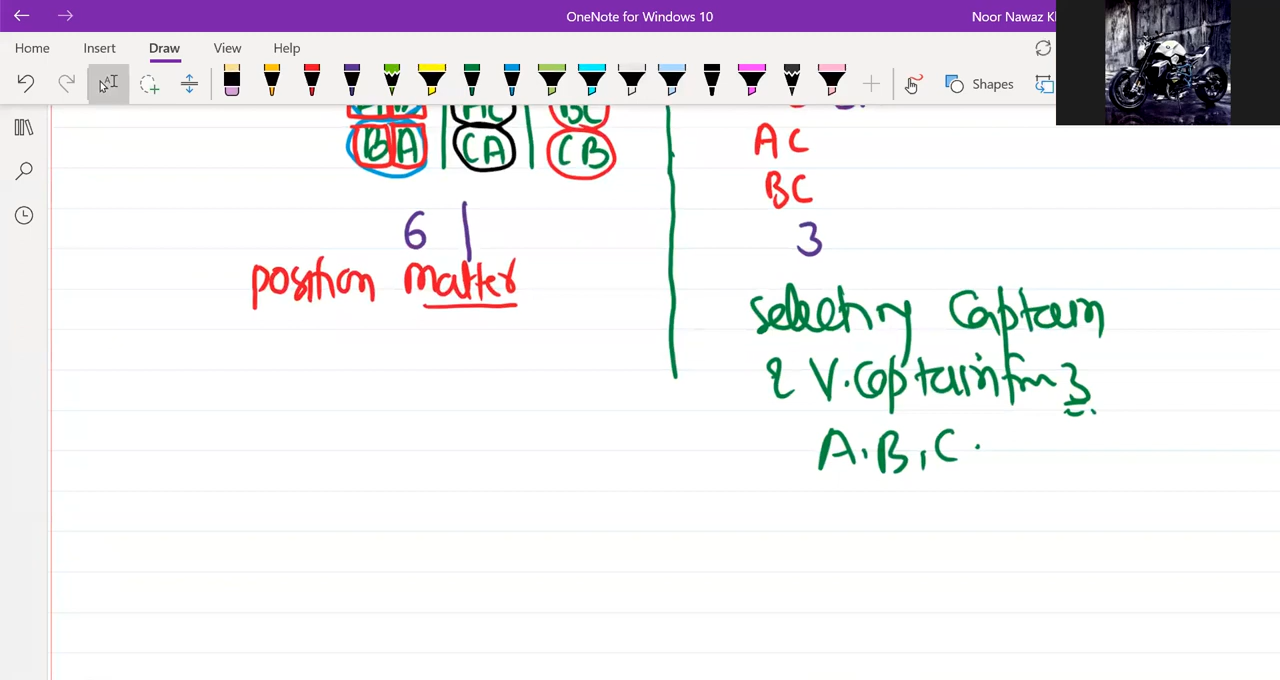 OneNote for Windows 10
Noor Nawaz Kh
Home Insert Draw View Help
Shapes
AC BC
BA CA CB
6
position matter
AC
BC
3
selecting Captain
& V.Captain from 3
A, B, C.